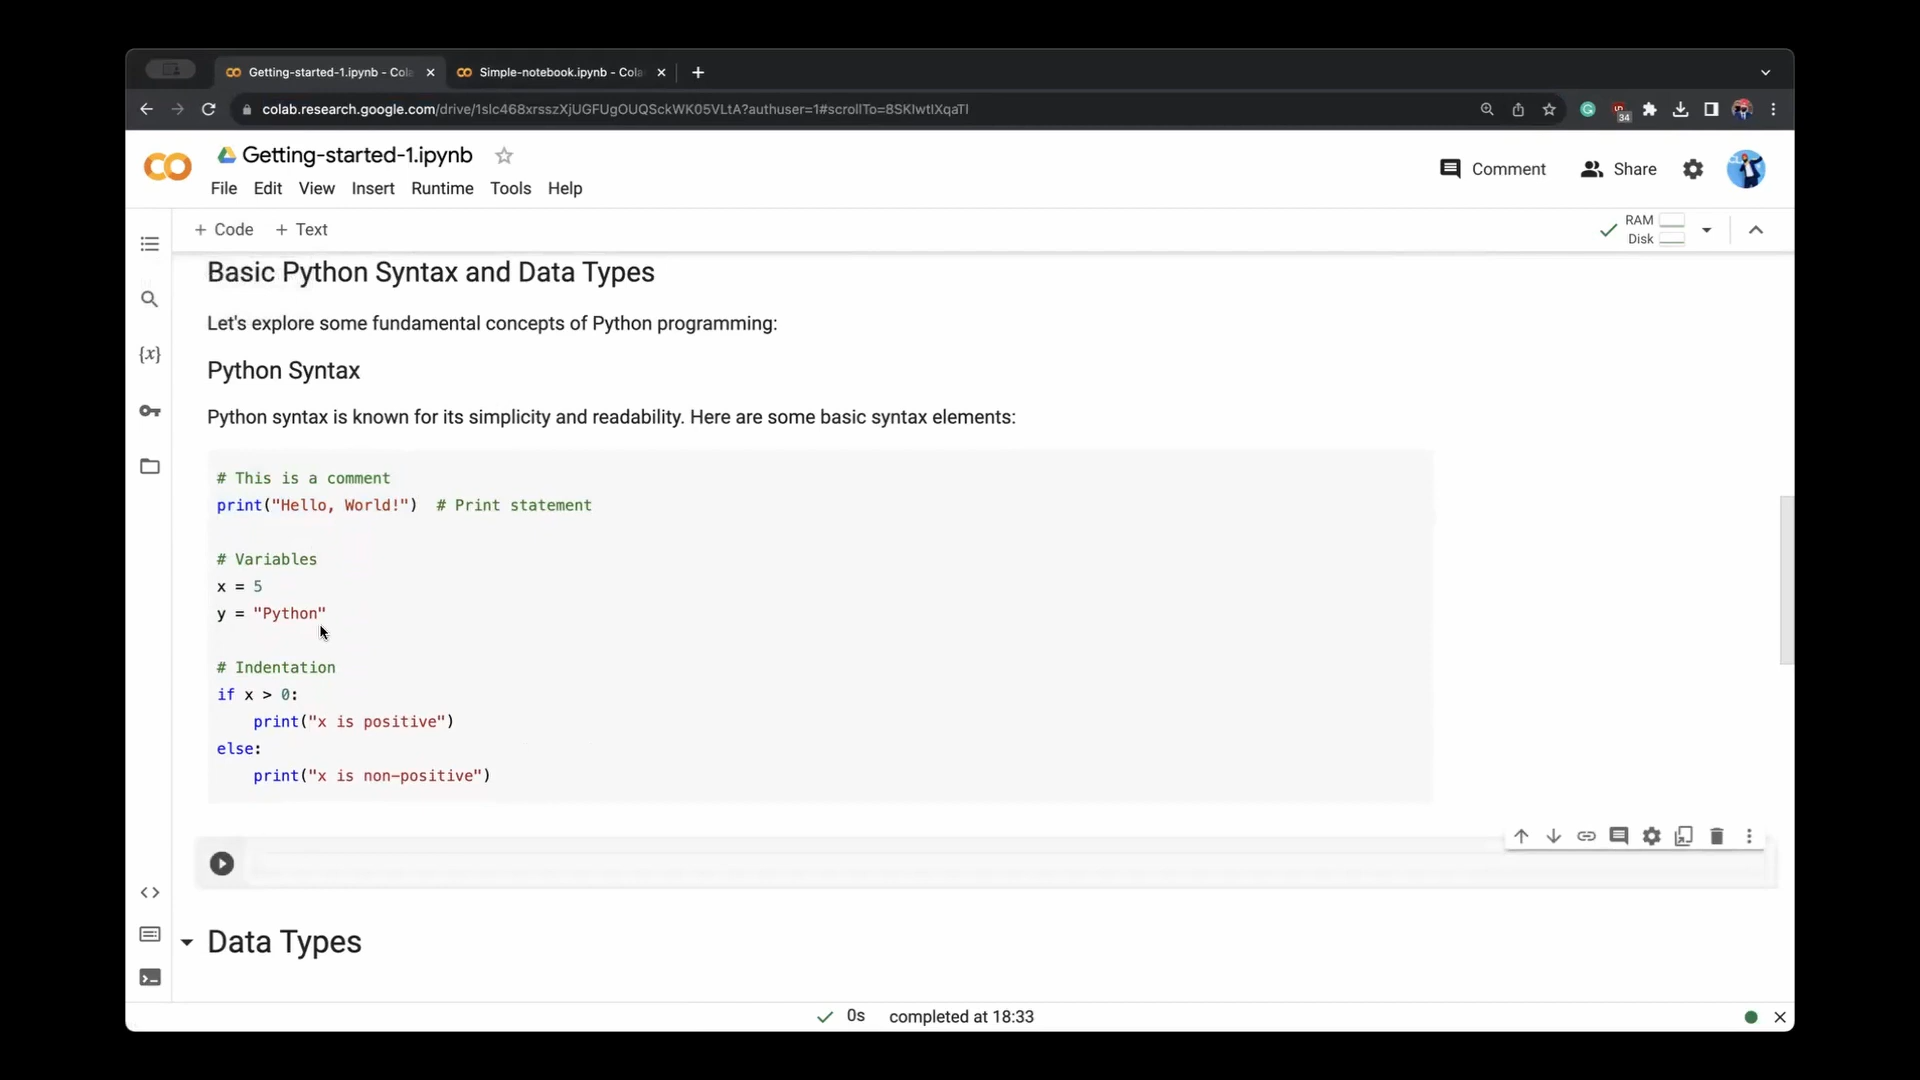 Getting-started-1.ipynb - Cola
Simple-notebook.ipynb - Cola
colab.research.google.com/drive/1slc468xrsszXjUGFUgOUQSckWK05VLtA?authuser=1#scrollTo=8SKIwtlXqaTl
34
Getting-started-1.ipynb
Comment
Share
File Edit View Insert Runtime Tools Help
+ Code + Text
RAM
Disk
Basic Python Syntax and Data Types
Let's explore some fundamental concepts of Python programming:
Python Syntax
Python syntax is known for its simplicity and readability. Here are some basic syntax elements:
# This is a comment
print("Hello, World!")  # Print statement
# Variables
x = 5
y = "Python"
# Indentation
if x > 0:
    print("x is positive")
else:
    print("x is non-positive")
Data Types
0s completed at 18:33